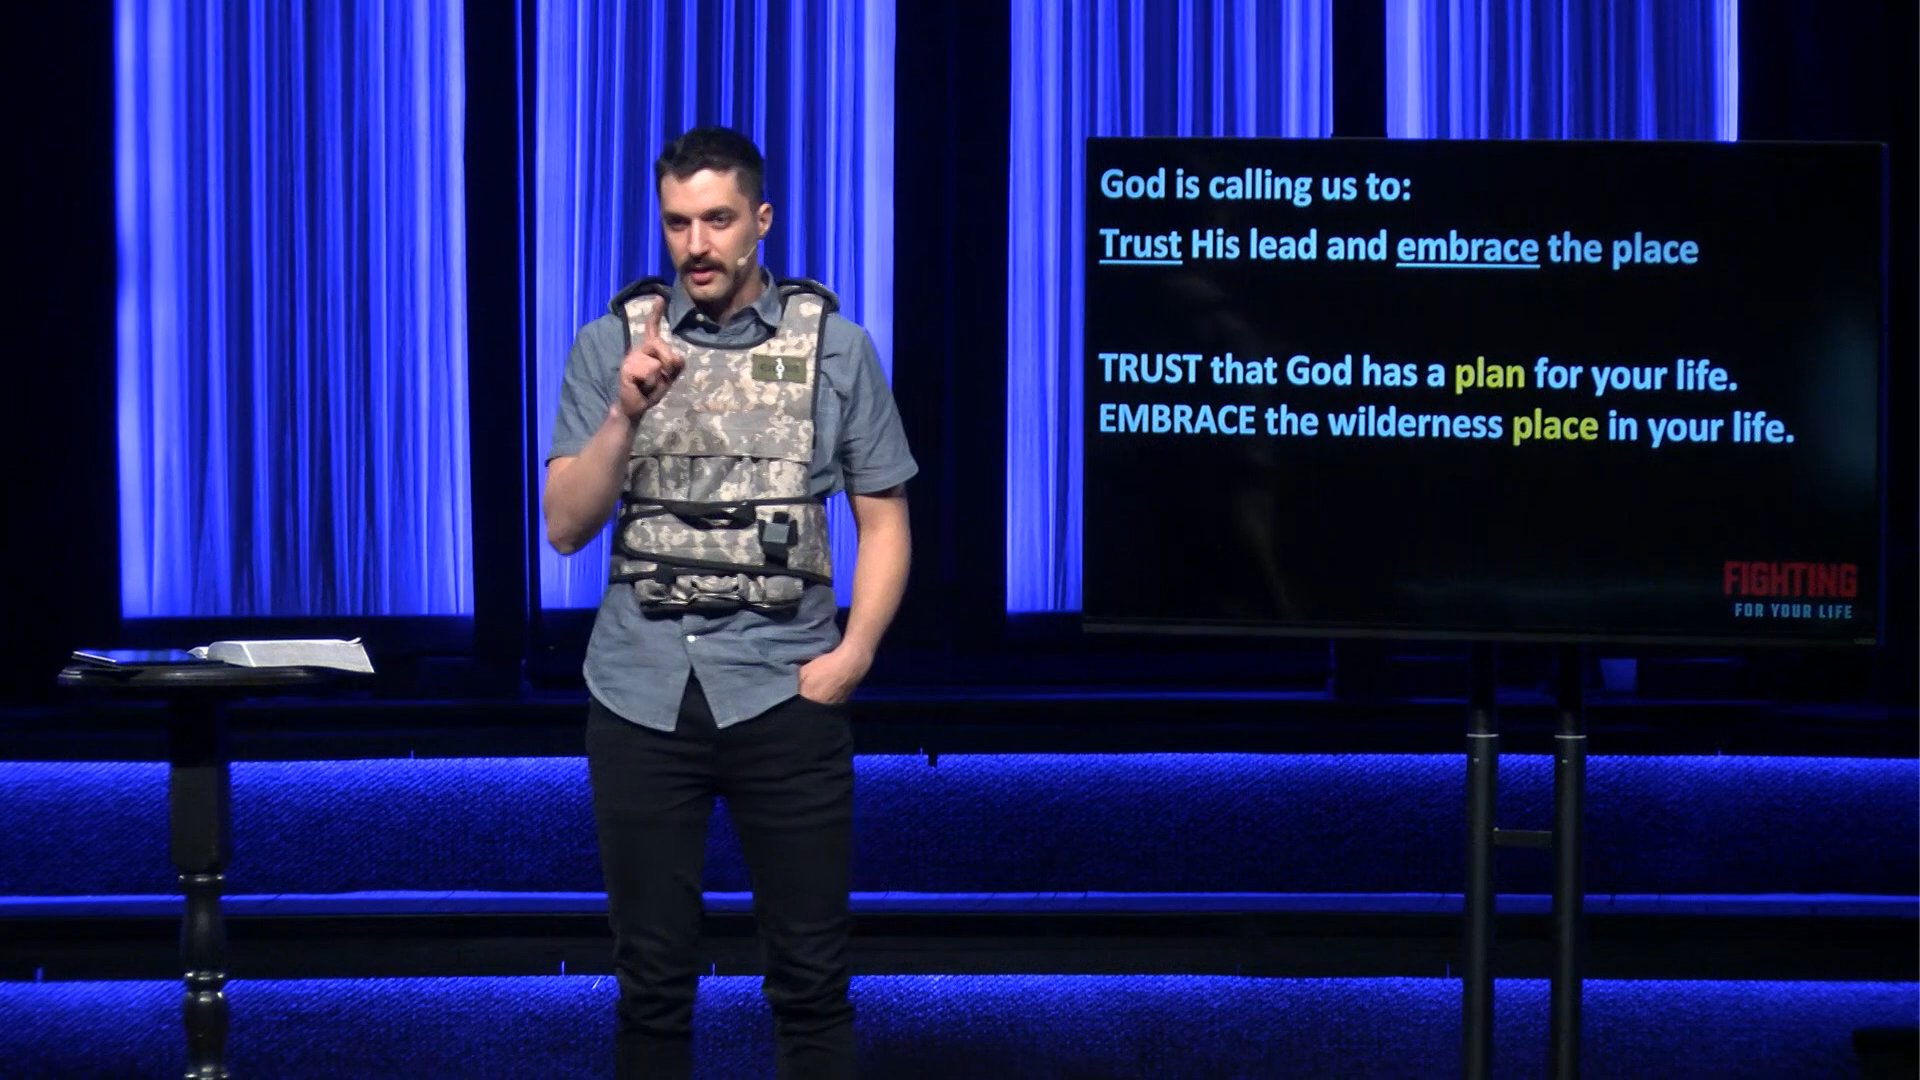 God is calling us to:
Trust His lead and embrace the place
TRUST that God has a plan for your life.
EMBRACE the wilderness place in your life.
FIGHTING
FOR YOUR LIFE